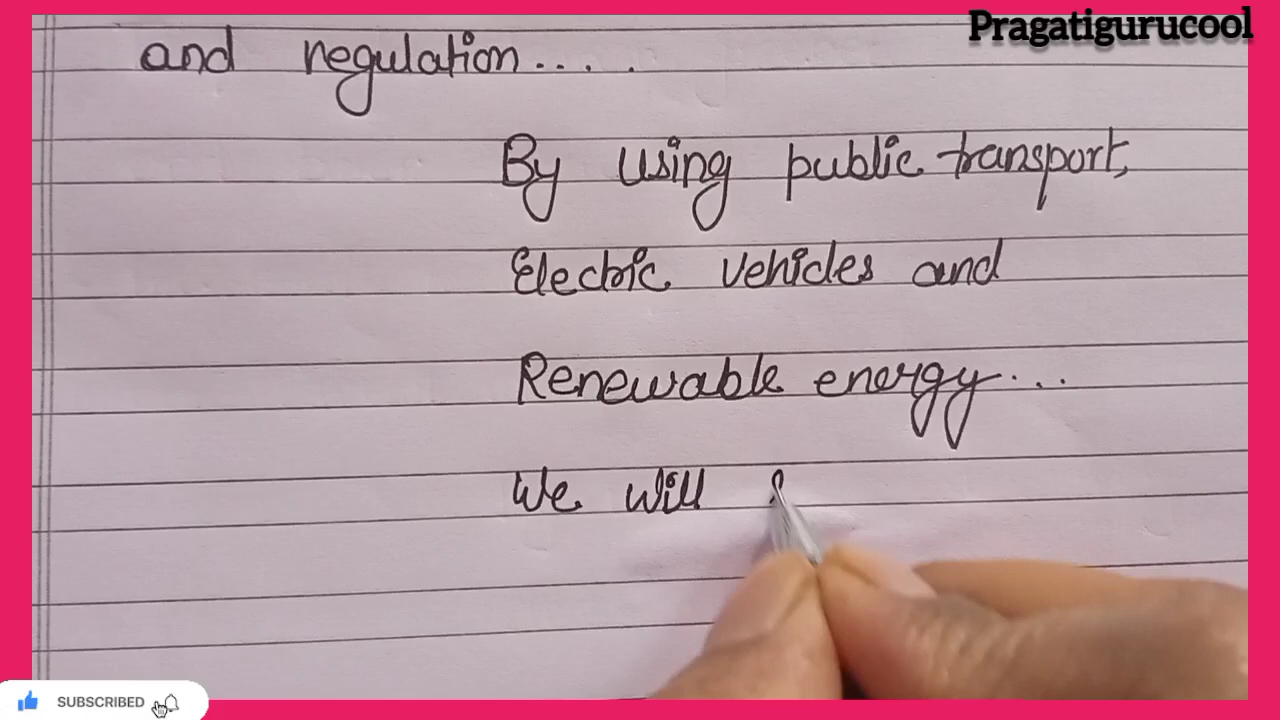 Pragatigurucool
and regulation.....
By using public transport,
Electric vehicles and
Renewable energy...
We will
SUBSCRIBED